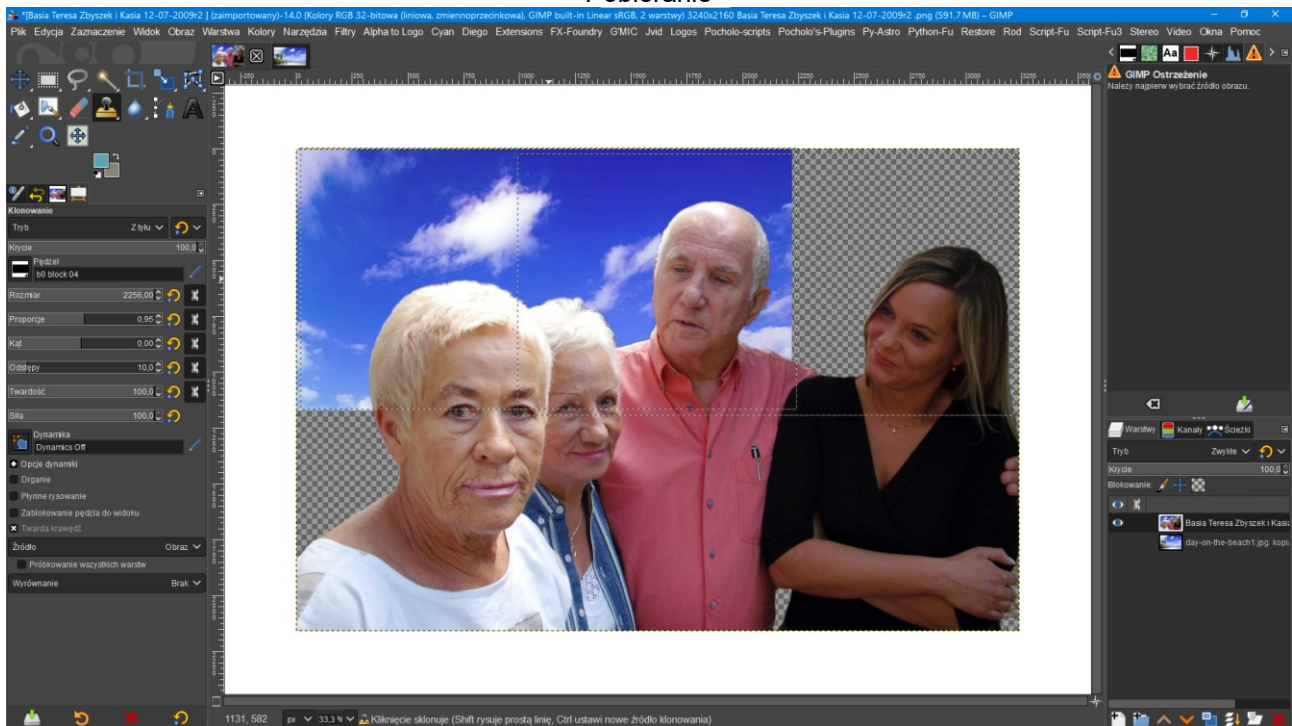 *[Basia Teresa Zbyszek i Kasia 12-07-2009r2 ] (zaimportowany)-14.0 (Kolory RGB 32-bitowa (liniowa, zmiennoprzecinkowa), GIMP built-in Linear sRGB, 2 warstwy) 3240x2160 Basia Teresa Zbyszek i Kasia 12-07-2009r2 .png (591.7 MB) – GIMP
Plik Edycja Zaznaczenie Widok Obraz Warstwa Kolory Narzędzia Filtry Alpha to Logo Cyan Diego Extensions FX-Foundry G'MIC Jvid Logos Pocholo-scripts Pocholo's-Plugins Py-Astro Python-Fu Restore Rod Script-Fu Script-Fu3 Stereo Video Okna Pomoc
GIMP Ostrzeżenie
Należy najpierw wybrać źródło obrazu.
Klonowanie
Tryb Z tyłu
Krycie 100,0
Pędzel
b0 block 04
Rozmiar 2256,00
Proporcje 0,95
Kąt 0,00
Odstępy 10,0
Twardość 100,0
Siła 100,0
Dynamika
Dynamics Off
Opcje dynamiki
Drganie
Płynne rysowanie
Zablokowanie pędzla do widoku
Twarda krawędź
Źródło Obraz
Próbkowanie wszystkich warstw
Wyrównanie Brak
Warstwy Kanały Ścieżki
Tryb Zwykłe
Krycie 100,0
Blokowanie:
Basia Teresa Zbyszek i Kasia
day-on-the-beach1.jpg. kopi
1131, 582 px 33,3 % Kliknięcie sklonuje (Shift rysuje prostą linię, Ctrl ustawi nowe źródło klonowania)